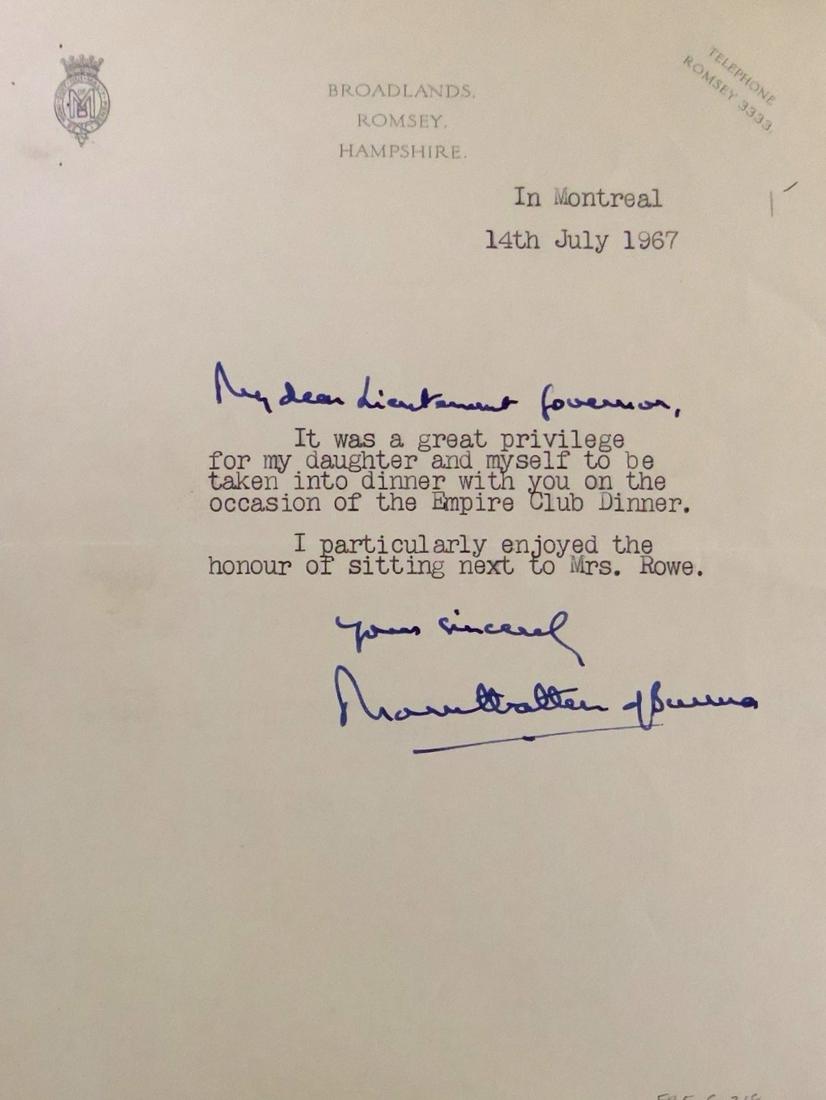 BROADLANDS,
ROMSEY,
HAMPSHIRE.
TELEPHONE
ROMSEY 3333.
In Montreal
14th July 1967
My dear Lieutenant Governor,
It was a great privilege
for my daughter and myself to be
taken into dinner with you on the
occasion of the Empire Club Dinner.
I particularly enjoyed the
honour of sitting next to Mrs. Rowe.
Yours sincerely
Mountbatten of Burma